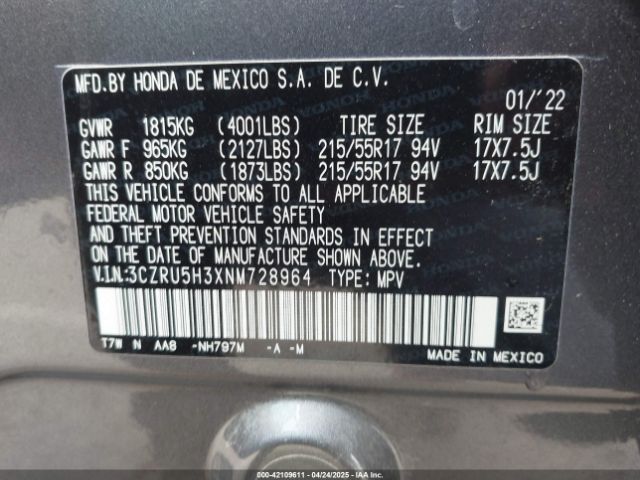 MFD.BY HONDA DE MEXICO S.A. DE C.V.
01/'22
GVWR 1815KG (4001LBS) TIRE SIZE RIM SIZE
GAWR F 965KG (2127LBS) 215/55R17 94V 17X7.5J
GAWR R 850KG (1873LBS) 215/55R17 94V 17X7.5J
THIS VEHICLE CONFORMS TO ALL APPLICABLE
FEDERAL MOTOR VEHICLE SAFETY
AND THEFT PREVENTION STANDARDS IN EFFECT
ON THE DATE OF MANUFACTURE SHOWN ABOVE.
V.I.N:3CZRU5H3XNM728964 TYPE: MPV
T7W N AA8 -NH797M -A -M
MADE IN MEXICO
000-42109611 - 04/24/2025 - IAAI.COM